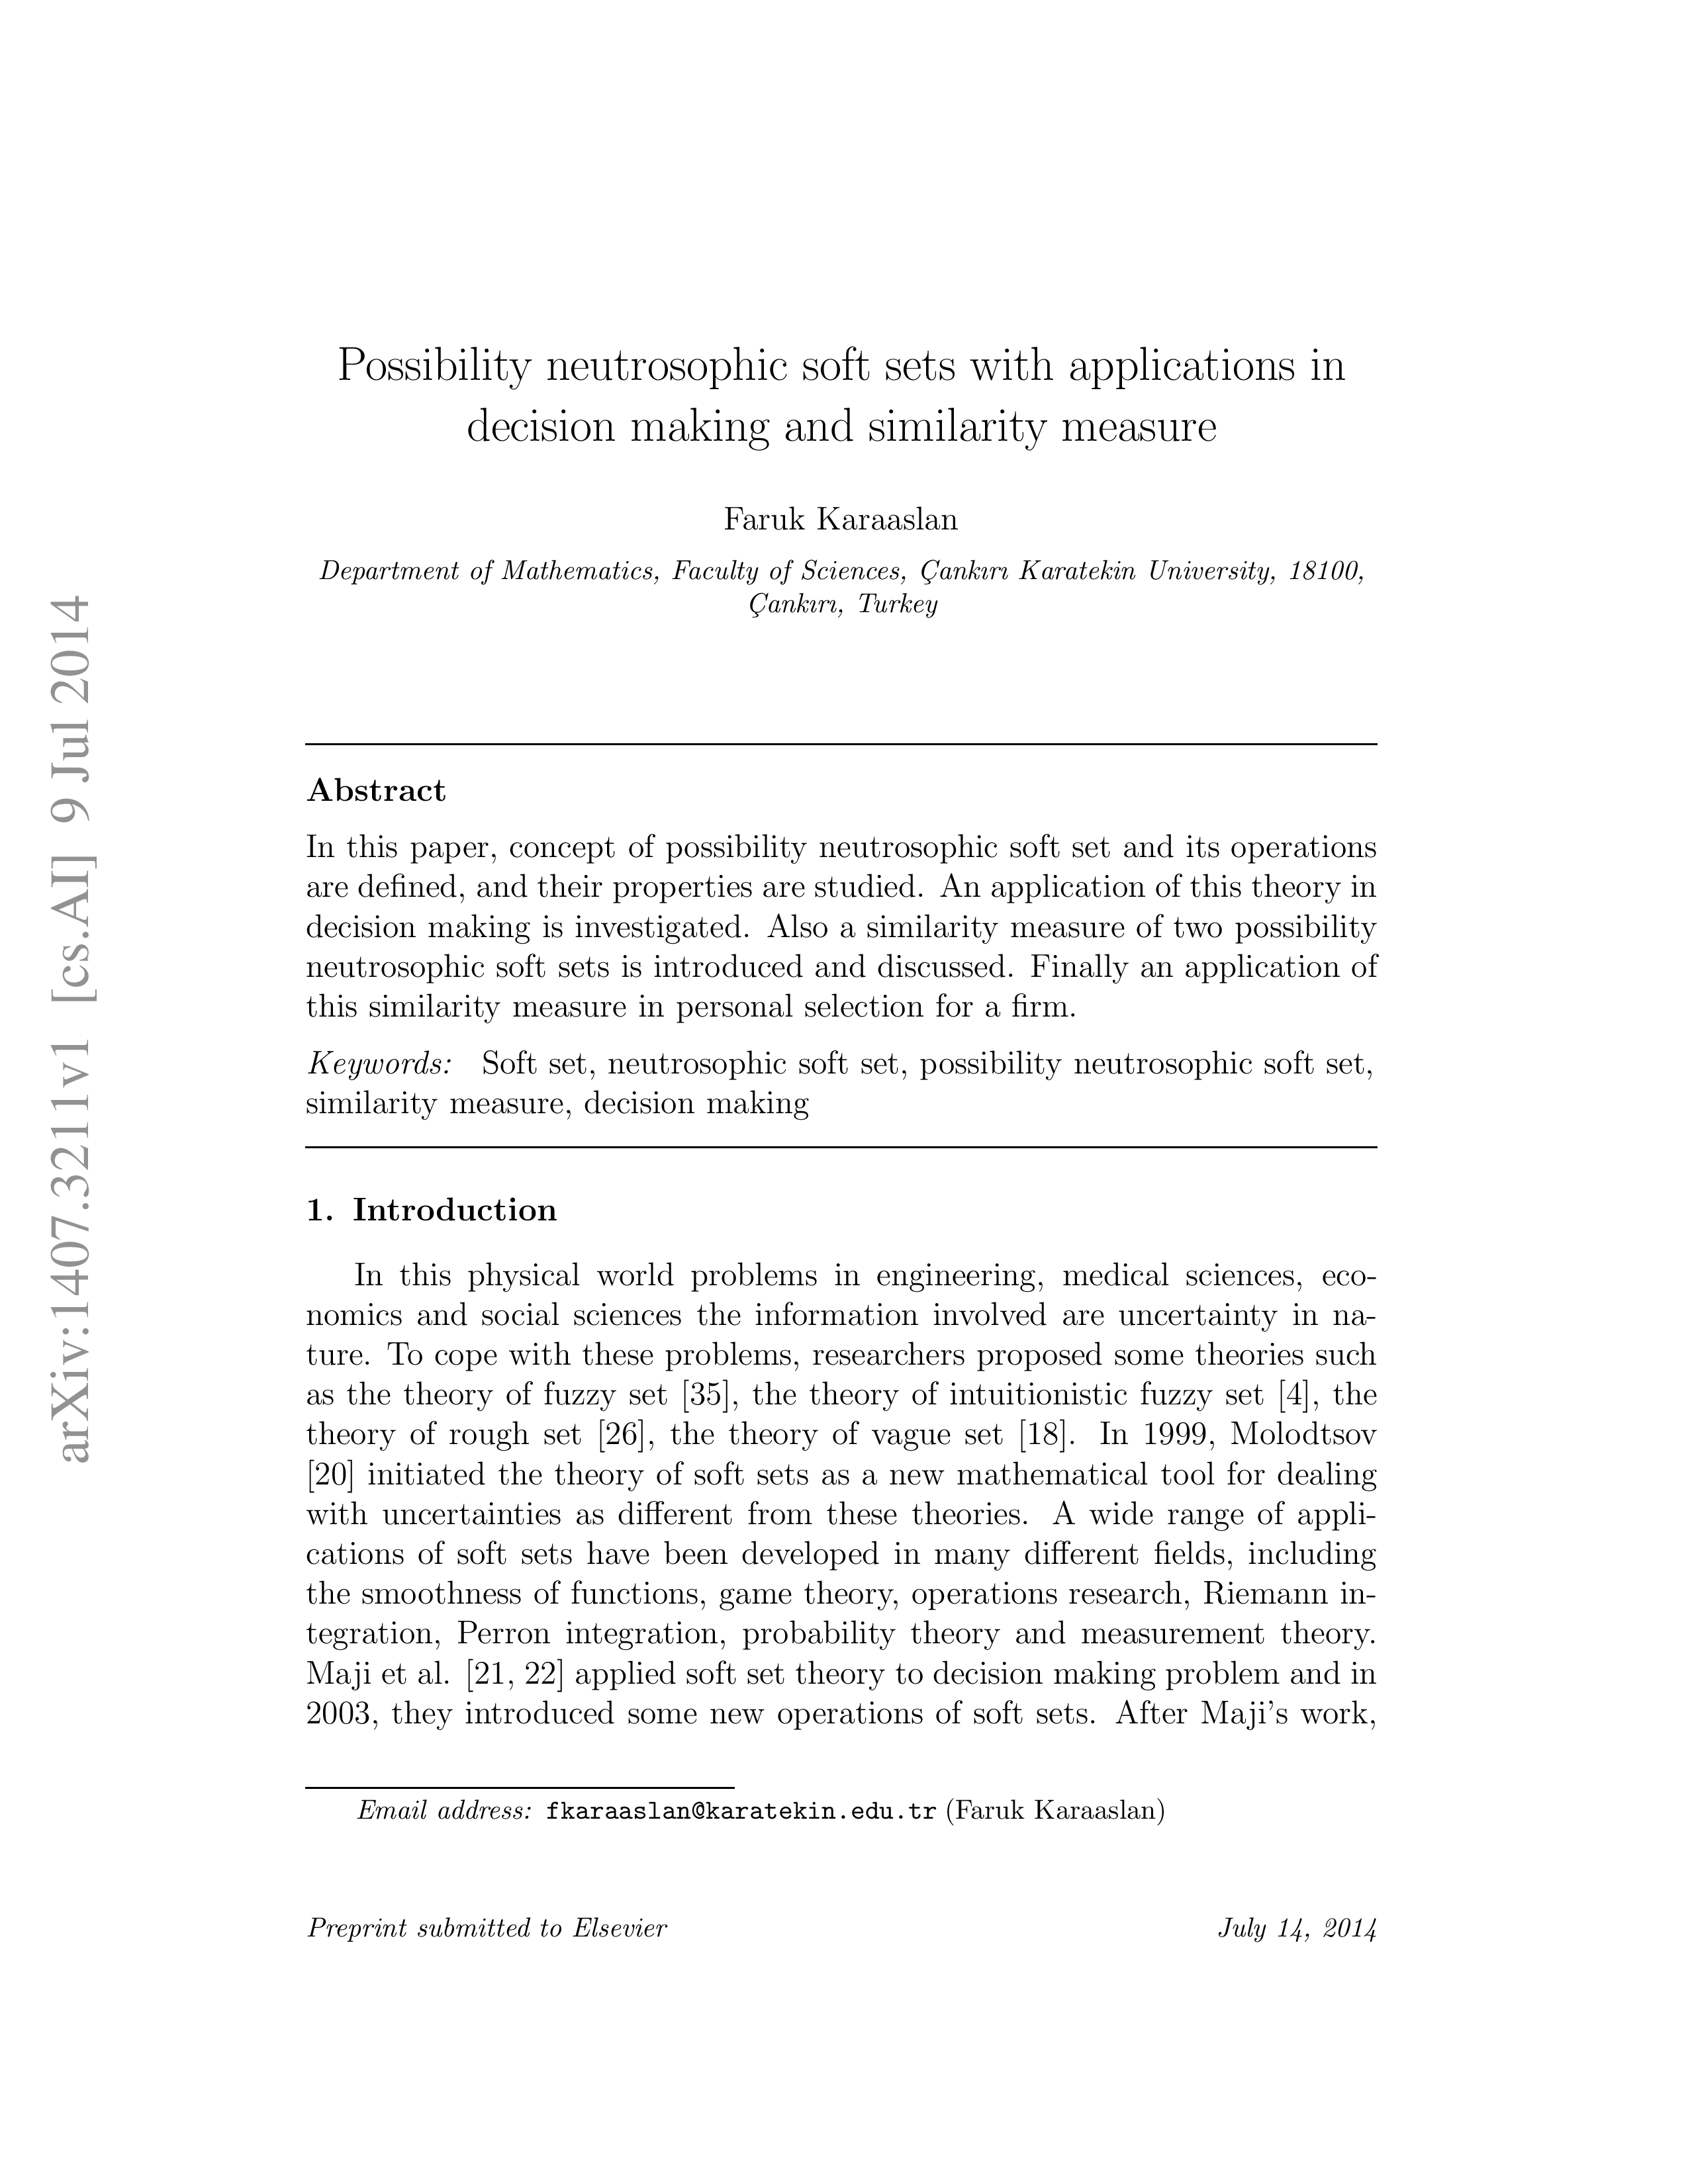 Possibility neutrosophic soft sets with applications in
decision making and similarity measure
Faruk Karaaslan
Department of Mathematics, Faculty of Sciences, Çankırı Karatekin University, 18100,
Çankırı, Turkey
Abstract
In this paper, concept of possibility neutrosophic soft set and its operations
are defined, and their properties are studied. An application of this theory in
decision making is investigated. Also a similarity measure of two possibility
neutrosophic soft sets is introduced and discussed. Finally an application of
this similarity measure in personal selection for a firm.
Keywords: Soft set, neutrosophic soft set, possibility neutrosophic soft set,
similarity measure, decision making
1. Introduction
In this physical world problems in engineering, medical sciences, eco-
nomics and social sciences the information involved are uncertainty in na-
ture. To cope with these problems, researchers proposed some theories such
as the theory of fuzzy set [35], the theory of intuitionistic fuzzy set [4], the
theory of rough set [26], the theory of vague set [18]. In 1999, Molodtsov
[20] initiated the theory of soft sets as a new mathematical tool for dealing
with uncertainties as different from these theories. A wide range of appli-
cations of soft sets have been developed in many different fields, including
the smoothness of functions, game theory, operations research, Riemann in-
tegration, Perron integration, probability theory and measurement theory.
Maji et al. [21, 22] applied soft set theory to decision making problem and in
2003, they introduced some new operations of soft sets. After Maji's work,
Email address: fkaraaslan@karatekin.edu.tr (Faruk Karaaslan)
Preprint submitted to Elsevier July 14, 2014
arXiv:1407.3211v1 [cs.AI] 9 Jul 2014